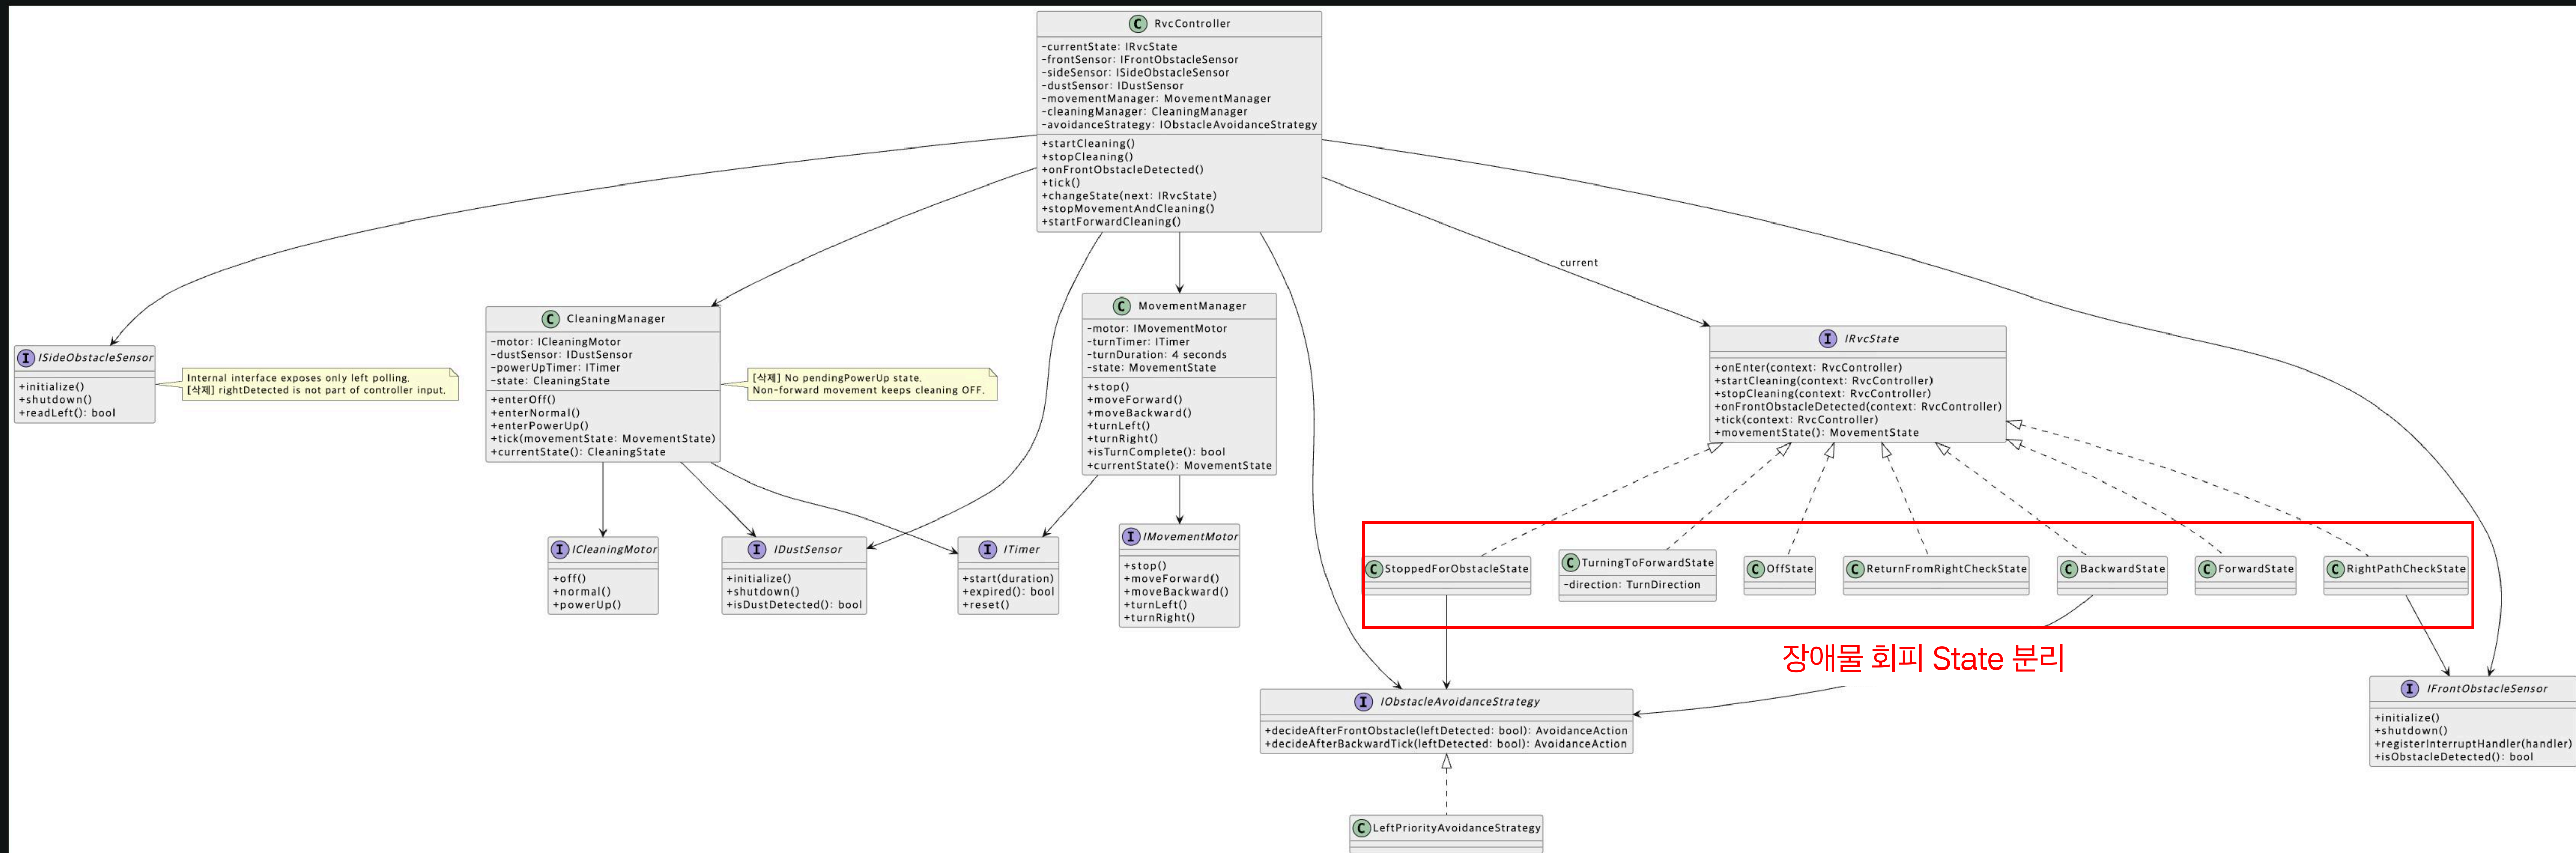 C RvcController
-currentState: IRvcState
-frontSensor: IFrontObstacleSensor
-sideSensor: ISideObstacleSensor
-dustSensor: IDustSensor
-movementManager: MovementManager
-cleaningManager: CleaningManager
-avoidanceStrategy: IObstacleAvoidanceStrategy
+startCleaning()
+stopCleaning()
+onFrontObstacleDetected()
+tick()
+changeState(next: IRvcState)
+stopMovementAndCleaning()
+startForwardCleaning()
current
I ISideObstacleSensor
+initialize()
+shutdown()
+readLeft(): bool
Internal interface exposes only left polling.
[삭제] rightDetected is not part of controller input.
C CleaningManager
-motor: ICleaningMotor
-dustSensor: IDustSensor
-powerUpTimer: ITimer
-state: CleaningState
+enterOff()
+enterNormal()
+enterPowerUp()
+tick(movementState: MovementState)
+currentState(): CleaningState
[삭제] No pendingPowerUp state.
Non-forward movement keeps cleaning OFF.
C MovementManager
-motor: IMovementMotor
-turnTimer: ITimer
-turnDuration: 4 seconds
-state: MovementState
+stop()
+moveForward()
+moveBackward()
+turnLeft()
+turnRight()
+isTurnComplete(): bool
+currentState(): MovementState
I IRvcState
+onEnter(context: RvcController)
+startCleaning(context: RvcController)
+stopCleaning(context: RvcController)
+onFrontObstacleDetected(context: RvcController)
+tick(context: RvcController)
+movementState(): MovementState
I ICleaningMotor
+off()
+normal()
+powerUp()
I IDustSensor
+initialize()
+shutdown()
+isDustDetected(): bool
I ITimer
+start(duration)
+expired(): bool
+reset()
I IMovementMotor
+stop()
+moveForward()
+moveBackward()
+turnLeft()
+turnRight()
C StoppedForObstacleState
C TurningToForwardState
-direction: TurnDirection
C OffState
C ReturnFromRightCheckState
C BackwardState
C ForwardState
C RightPathCheckState
장애물 회피 State 분리
I IObstacleAvoidanceStrategy
+decideAfterFrontObstacle(leftDetected: bool): AvoidanceAction
+decideAfterBackwardTick(leftDetected: bool): AvoidanceAction
I IFrontObstacleSensor
+initialize()
+shutdown()
+registerInterruptHandler(handler)
+isObstacleDetected(): bool
C LeftPriorityAvoidanceStrategy